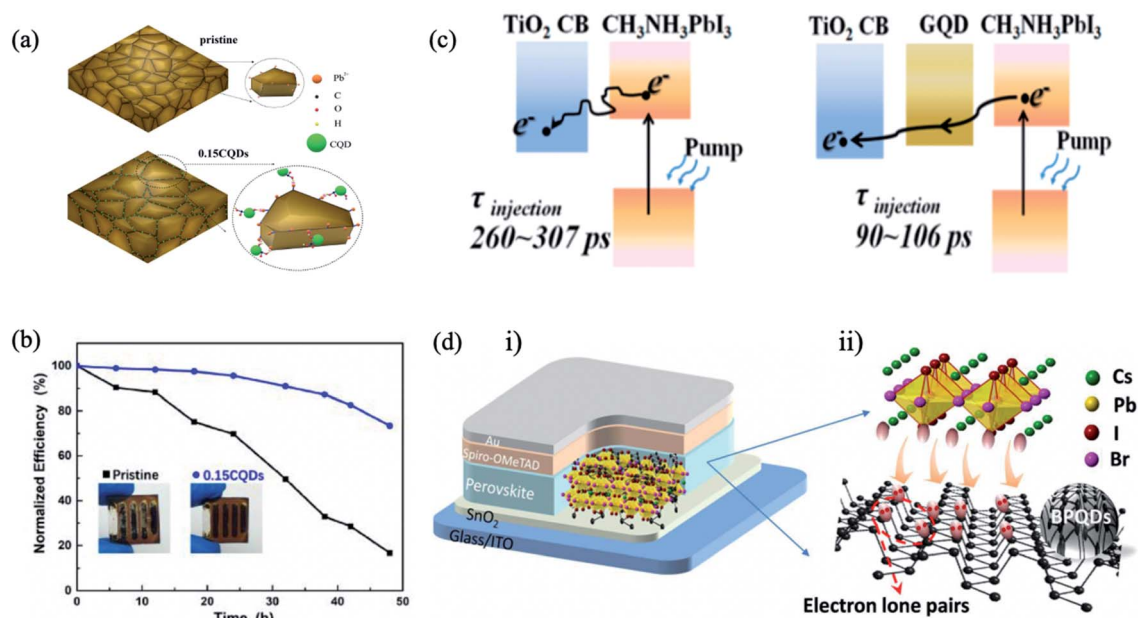 (a)
pristine
Pb²⁺
C
O
H
CQD
0.15CQDs
(c)
TiO₂ CB CH₃NH₃PbI₃
e⁻
e⁻
Pump
τ injection
260~307 ps
TiO₂ CB GQD CH₃NH₃PbI₃
e⁻
e⁻
Pump
τ injection
90~106 ps
(b)
Normalized Efficiency (%)
100
80
60
40
20
0
0 10 20 30 40 50
Time (h)
Pristine 0.15CQDs
(d) i)
Au
Spiro-OMeTAD
Perovskite
SnO₂
Glass/ITO
ii)
Cs
Pb
I
Br
BPQDs
Electron lone pairs